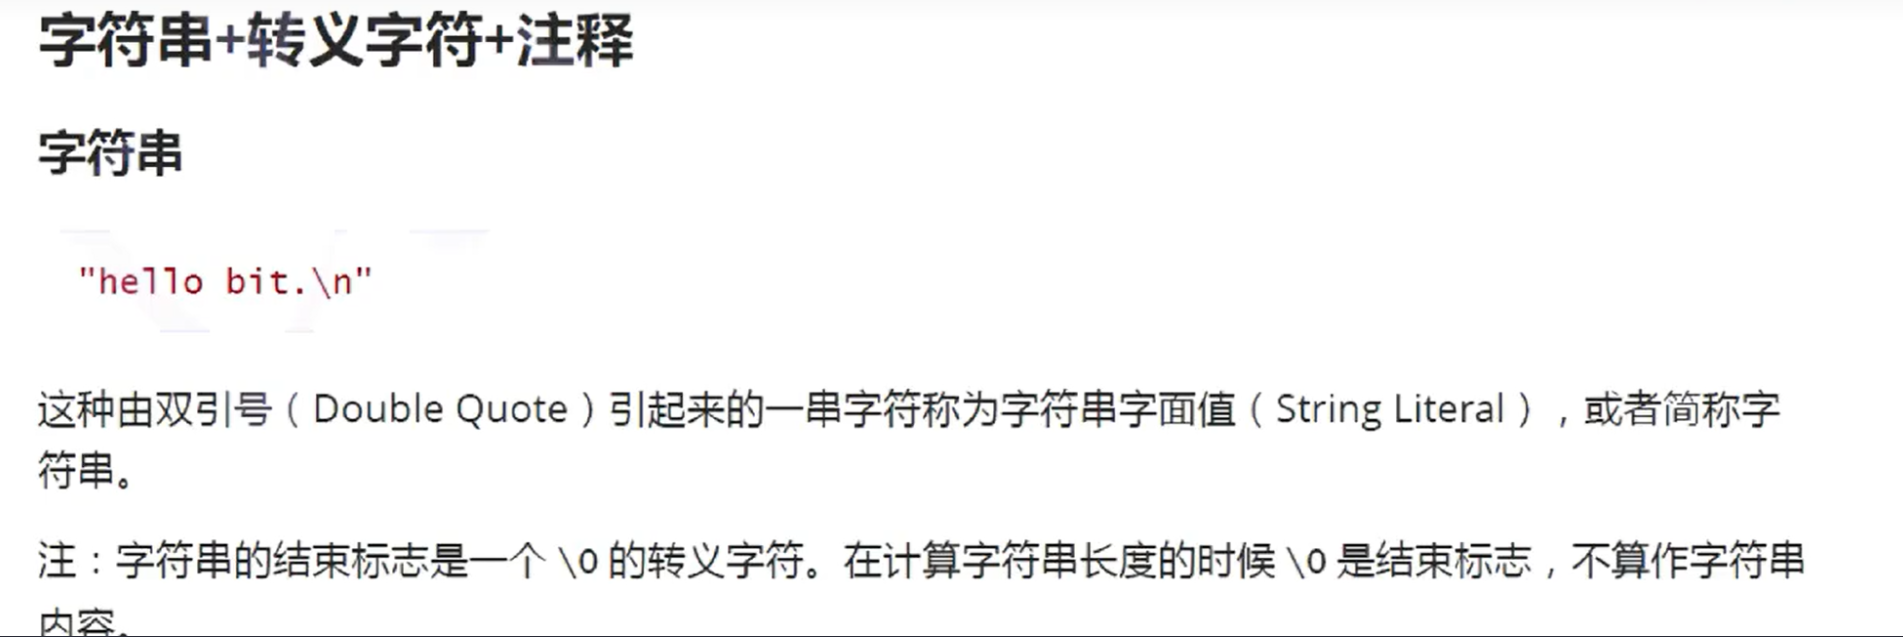 字符串+转义字符+注释
字符串
"hello bit.\n"
这种由双引号（Double Quote）引起来的一串字符称为字符串字面值（String Literal），或者简称字
符串。
注：字符串的结束标志是一个 \0 的转义字符。在计算字符串长度的时候 \0 是结束标志，不算作字符串
内容。